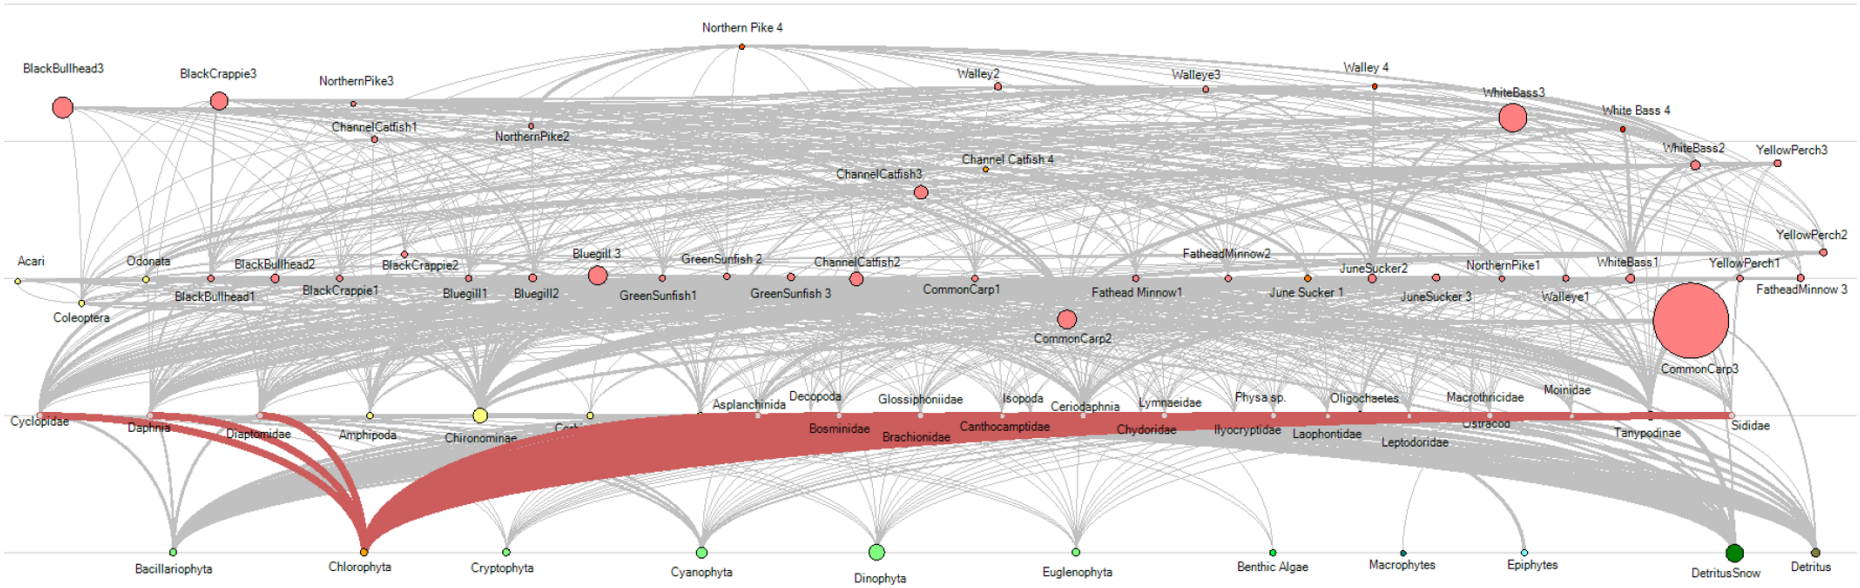 Northern Pike 4
BlackBullhead3
BlackCrappie3
NorthernPike3
Walley2
Walleye3
Walley 4
WhiteBass3
White Bass 4
ChannelCatfish1
NorthernPike2
WhiteBass2
YellowPerch3
Channel Catfish 4
ChannelCatfish3
YellowPerch2
Acari
Odonata
BlackBullhead2
BlackCrappie2
Bluegill 3
GreenSunfish 2
ChannelCatfish2
FatheadMinnow2
JuneSucker2
NorthernPike1
WhiteBass1
YellowPerch1
BlackBullhead1
BlackCrappie1
Bluegill1
Bluegill2
GreenSunfish1
GreenSunfish 3
CommonCarp1
Fathead Minnow1
June Sucker 1
JuneSucker 3
Walleye1
FatheadMinnow 3
Coleoptera
CommonCarp2
CommonCarp3
Asplanchinida
Decopoda
Glossiphoniidae
Isopoda
Ceriodaphnia
Lymnaeidae
Physa sp.
Oligochaetes
Macrothricidae
Moinidae
Cyclopidae
Daphnia
Diaptomidae
Amphipoda
Chironominae
Bosminidae
Brachionidae
Canthocamptidae
Chydoridae
Ilyocryptidae
Laophontidae
Leptodoridae
Ostracod
Tanypodinae
Sididae
Bacillariophyta
Chlorophyta
Cryptophyta
Cyanophyta
Dinophyta
Euglenophyta
Benthic Algae
Macrophytes
Epiphytes
DetritusSnow
Detritus